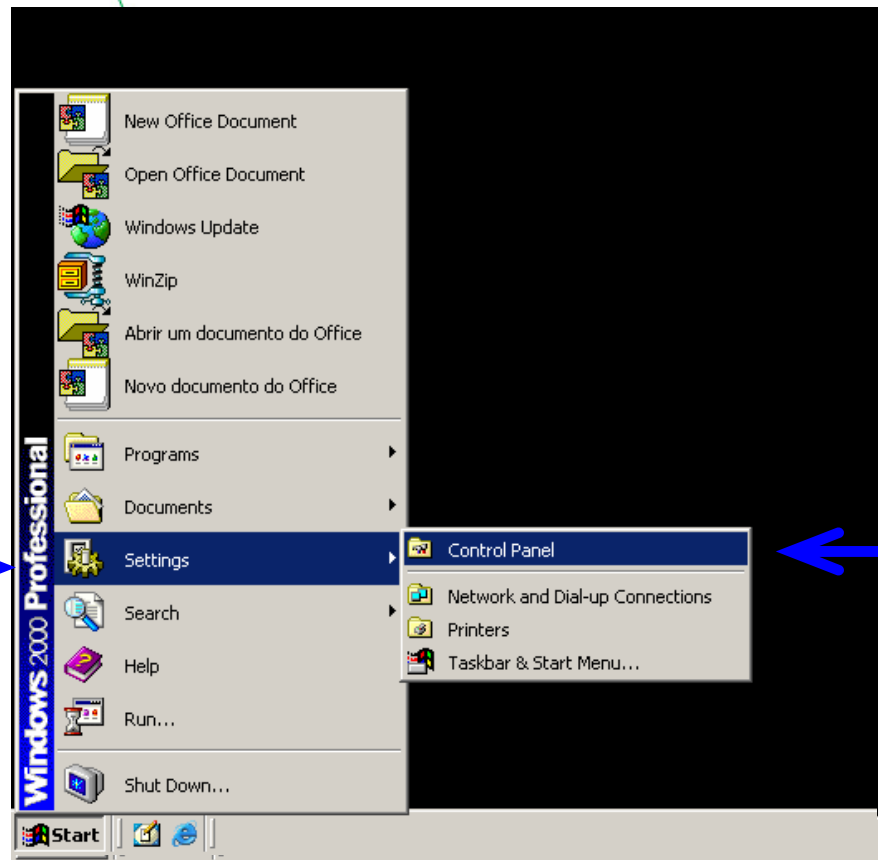 New Office Document
Open Office Document
Windows Update
WinZip
Abrir um documento do Office
Novo documento do Office
Programs
Documents
Settings
Search
Help
Run...
Shut Down...
Windows 2000 Professional
Control Panel
Network and Dial-up Connections
Printers
Taskbar & Start Menu...
Start